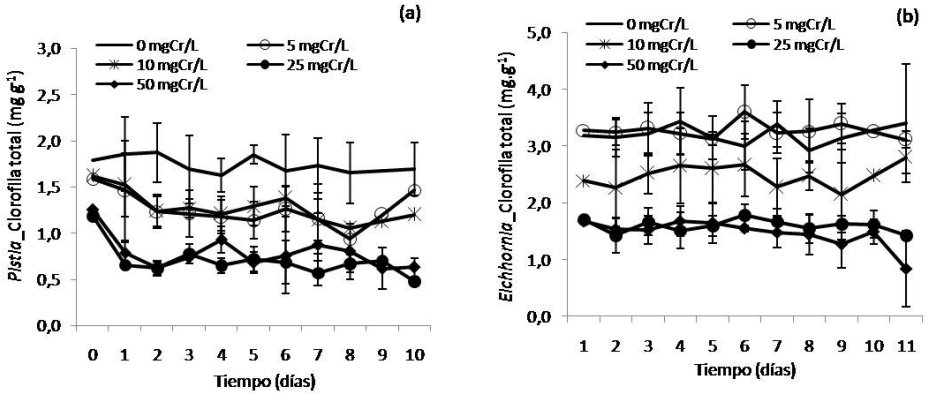 (a)
0 mgCr/L
5 mgCr/L
10 mgCr/L
25 mgCr/L
50 mgCr/L
Pistia_Clorofila total (mg g-1)
3,0
2,5
2,0
1,5
1,0
0,5
0,0
0 1 2 3 4 5 6 7 8 9 10
Tiempo (días)
(b)
0 mgCr/L
5 mgCr/L
10 mgCr/L
25 mgCr/L
50 mgCr/L
Eichhornia_Clorofila total (mg.g-1)
5,0
4,0
3,0
2,0
1,0
0,0
1 2 3 4 5 6 7 8 9 10 11
Tiempo (días)